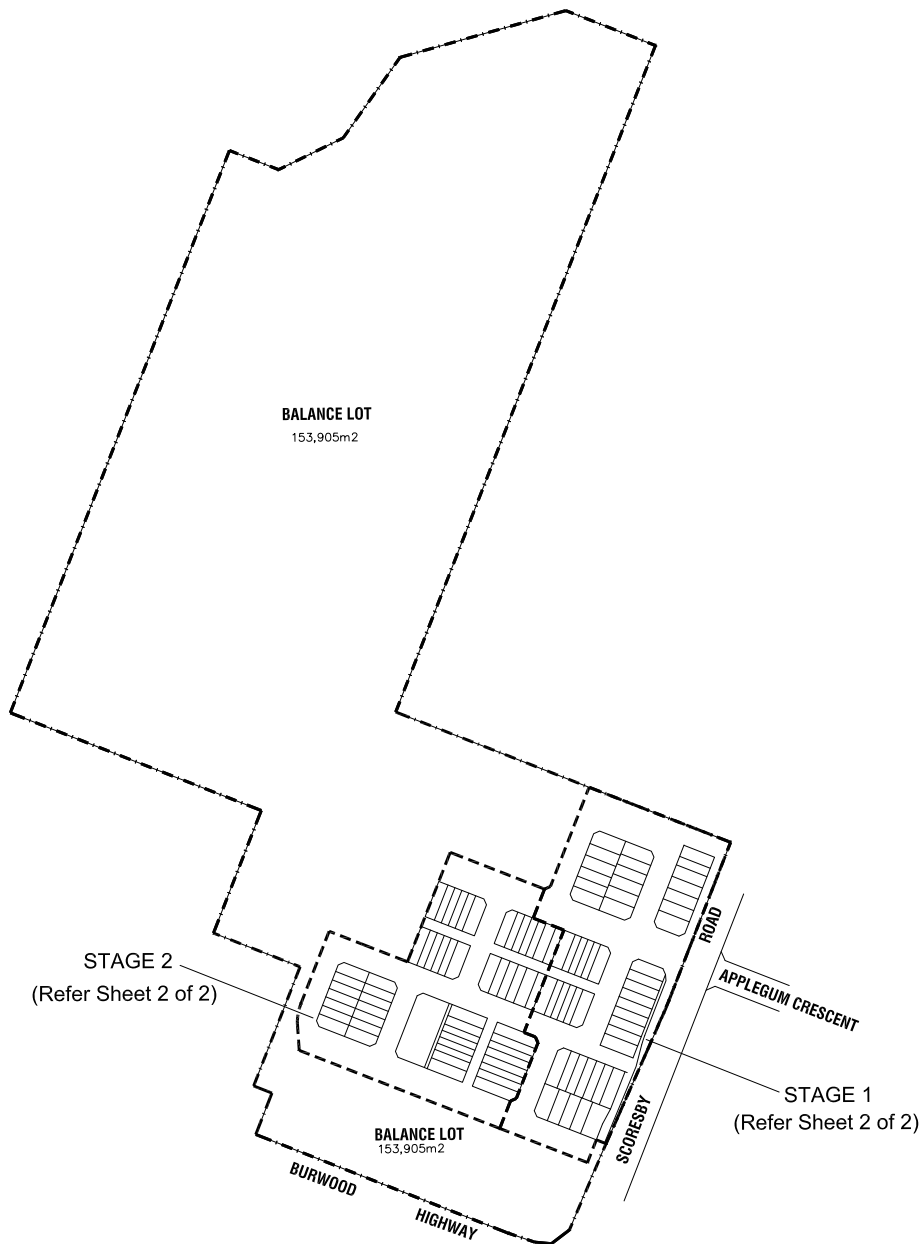 BALANCE LOT
153,905m2
ROAD
APPLEGUM CRESCENT
STAGE 2
(Refer Sheet 2 of 2)
STAGE 1
(Refer Sheet 2 of 2)
SCORESBY
BALANCE LOT
153,905m2
BURWOOD
HIGHWAY